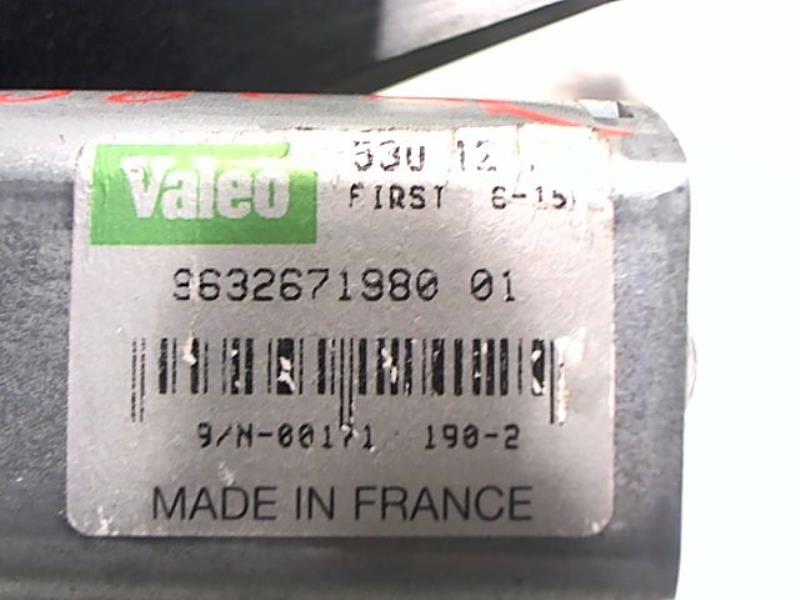 Valeo
530 12
FIRST 6-15
9632671980 01
9/N-00171 190-2
MADE IN FRANCE